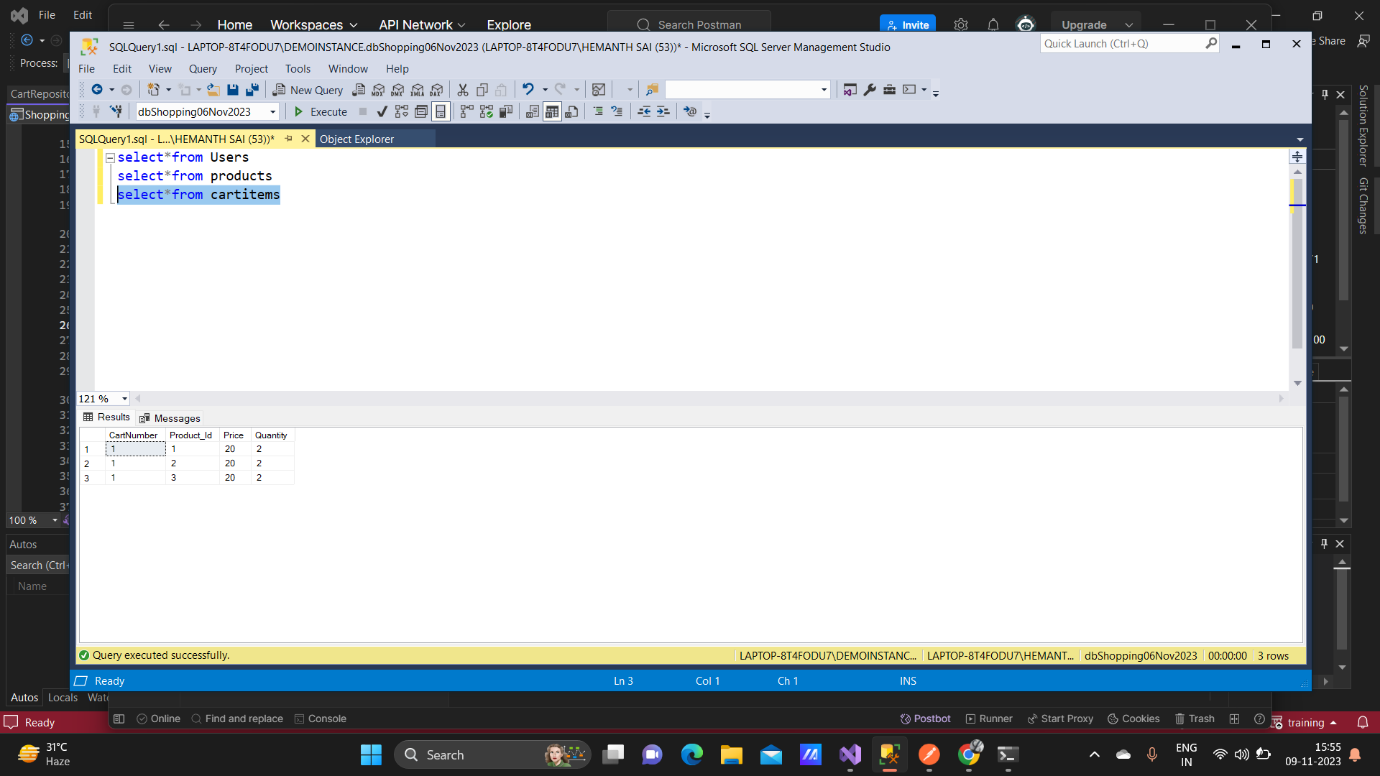 File Edit
Home Workspaces API Network Explore Search Postman Invite Upgrade
SQLQuery1.sql - LAPTOP-8T4FODU7\DEMOINSTANCE.dbShopping06Nov2023 (LAPTOP-8T4FODU7\HEMANTH SAI (53))* - Microsoft SQL Server Management Studio
Quick Launch (Ctrl+Q)
Share
Process:
File Edit View Query Project Tools Window Help
New Query
dbShopping06Nov2023 Execute
CartReposito
Shopping
SQLQuery1.sql - L...\HEMANTH SAI (53))* Object Explorer
select*from Users
select*from products
select*from cartitems
Solution Explorer
Git Changes
121 %
Results Messages
CartNumber Product_Id Price Quantity
1 1 1 20 2
2 1 2 20 2
3 1 3 20 2
100 %
Autos
Search (Ctrl+
Name
Query executed successfully. LAPTOP-8T4FODU7\DEMOINSTANC... LAPTOP-8T4FODU7\HEMANT... dbShopping06Nov2023 00:00:00 3 rows
Ready Ln 3 Col 1 Ch 1 INS
Autos Locals Watc
Ready Online Find and replace Console Postbot Runner Start Proxy Cookies Trash training
31°C
Haze
Search
ENG
IN
15:55
09-11-2023